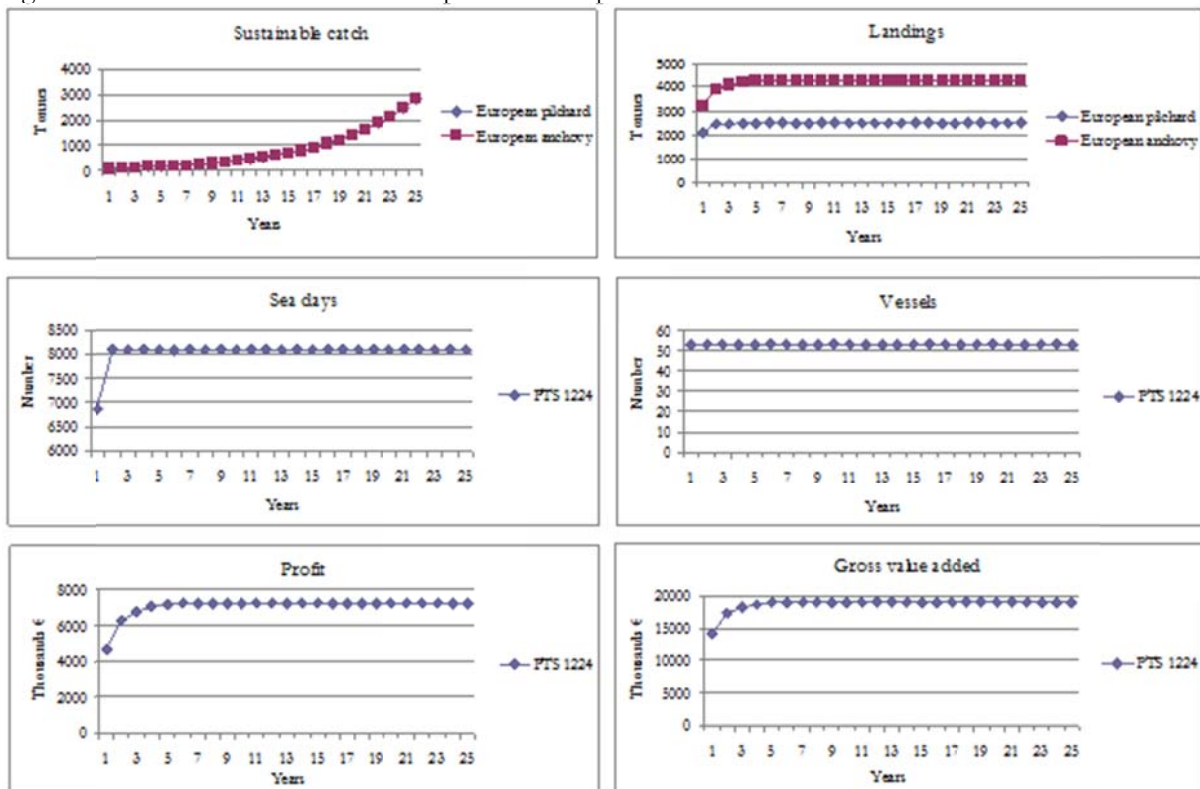 Sustainable catch
Tonnes
4000
3000
2000
1000
0
1 3 5 7 9 11 13 15 17 19 21 23 25
Years
European pilchard
European anchovy
Landings
Tonnes
5000
4000
3000
2000
1000
0
1 3 5 7 9 11 13 15 17 19 21 23 25
Years
European pilchard
European anchovy
Sea days
Number
8500
8000
7500
7000
6500
6000
1 3 5 7 9 11 13 15 17 19 21 23 25
Years
PTS 1224
Vessels
Number
60
50
40
30
20
10
0
1 3 5 7 9 11 13 15 17 19 21 23 25
Years
PTS 1224
Profit
Thousands €
8000
6000
4000
2000
0
1 3 5 7 9 11 13 15 17 19 21 23 25
Years
PTS 1224
Gross value added
Thousands €
20000
15000
10000
5000
0
1 3 5 7 9 11 13 15 17 19 21 23 25
Years
PTS 1224